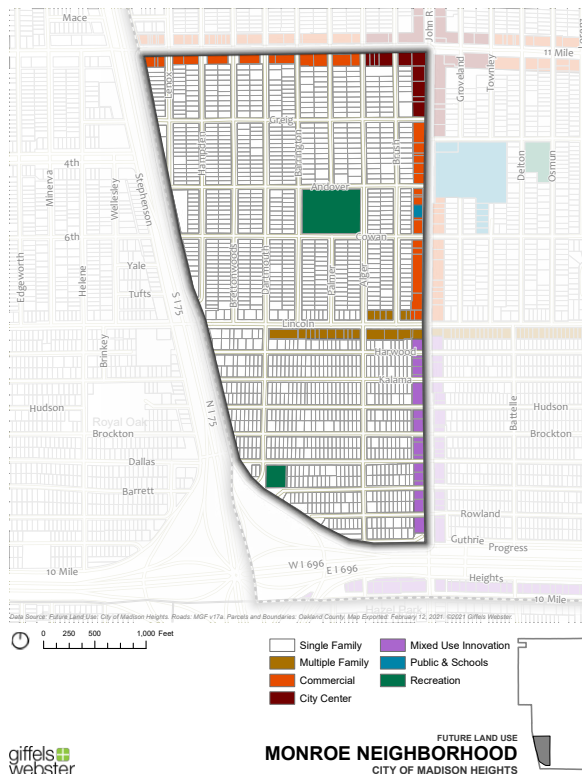 Mace
John R
11 Mile
Lenox
Groveland
Townley
Greig
Hampden
Barrington
Brush
4th
Minerva
Wellesley
Stephenson
Andover
Delton
Osmun
6th
Cowan
Edgeworth
Helene
Yale
Tufts
Brettonwoods
Dartmouth
Palmer
Alger
S I 75
Lincoln
Brinkey
Harwood
Kalama
Hudson
Royal Oak
Brockton
N I 75
Battelle
Hudson
Brockton
Dallas
Barrett
Rowland
Guthrie
Progress
10 Mile
W I 696
E I 696
Heights
10 Mile
Hazel Park
Data Source: Future Land Use: City of Madison Heights. Roads: MGF v17a. Parcels and Boundaries: Oakland County. Map Exported: February 12, 2021. ©2021 Giffels Webster
0 250 500 1,000 Feet
Single Family
Multiple Family
Commercial
City Center
Mixed Use Innovation
Public & Schools
Recreation
giffels
webster
FUTURE LAND USE
MONROE NEIGHBORHOOD
CITY OF MADISON HEIGHTS